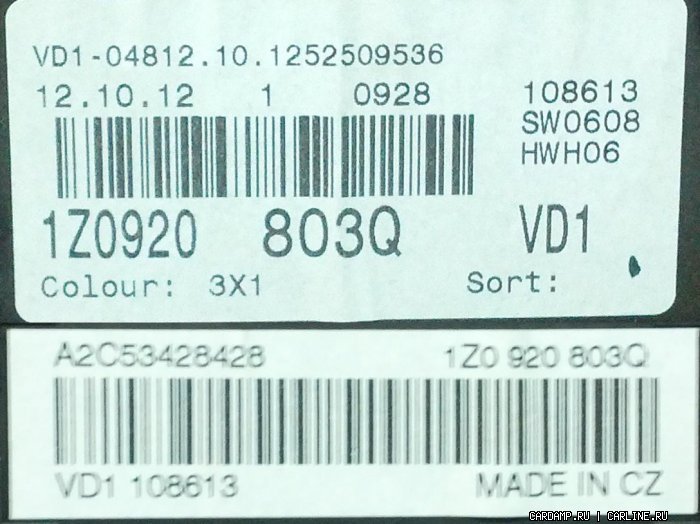 VD1-04812.10.1252509536
12.10.12 1 0928 108613
SW0608
HWH06
1Z0920 803Q VD1
Colour: 3X1 Sort:
A2C53428428 1Z0 920 803Q
VD1 108613 MADE IN CZ
CARDAMP.RU | CARLINE.RU